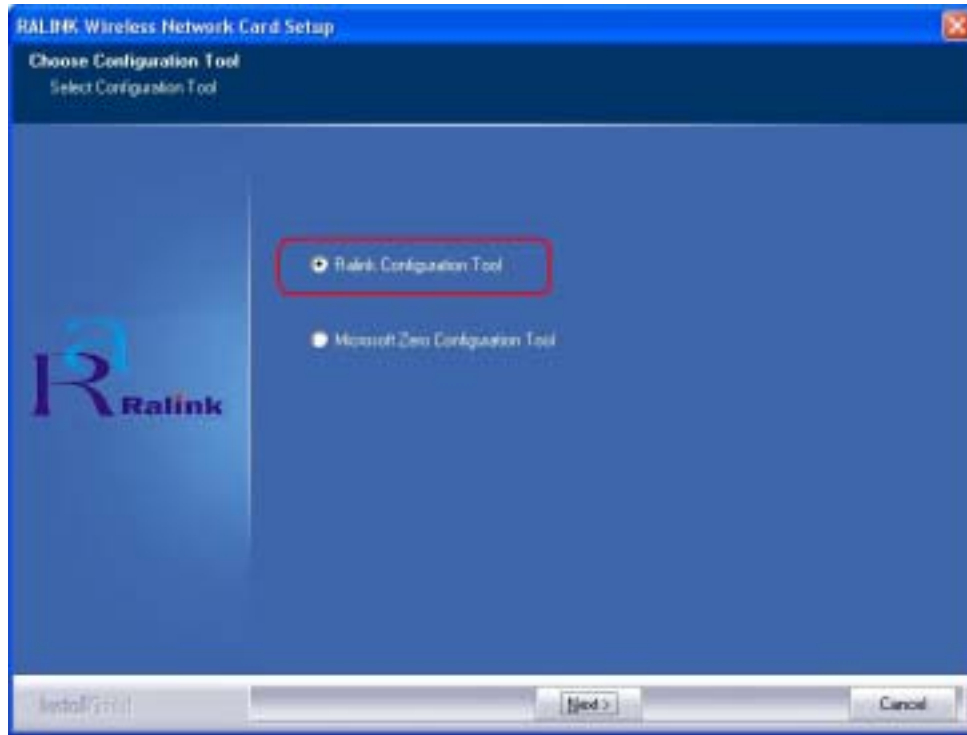 RALINK Wireless Network Card Setup
Choose Configuration Tool
Select Configuration Tool
Ralink Configuration Tool
Microsoft Zero Configuration Tool
Ralink
InstallShield
Next >
Cancel